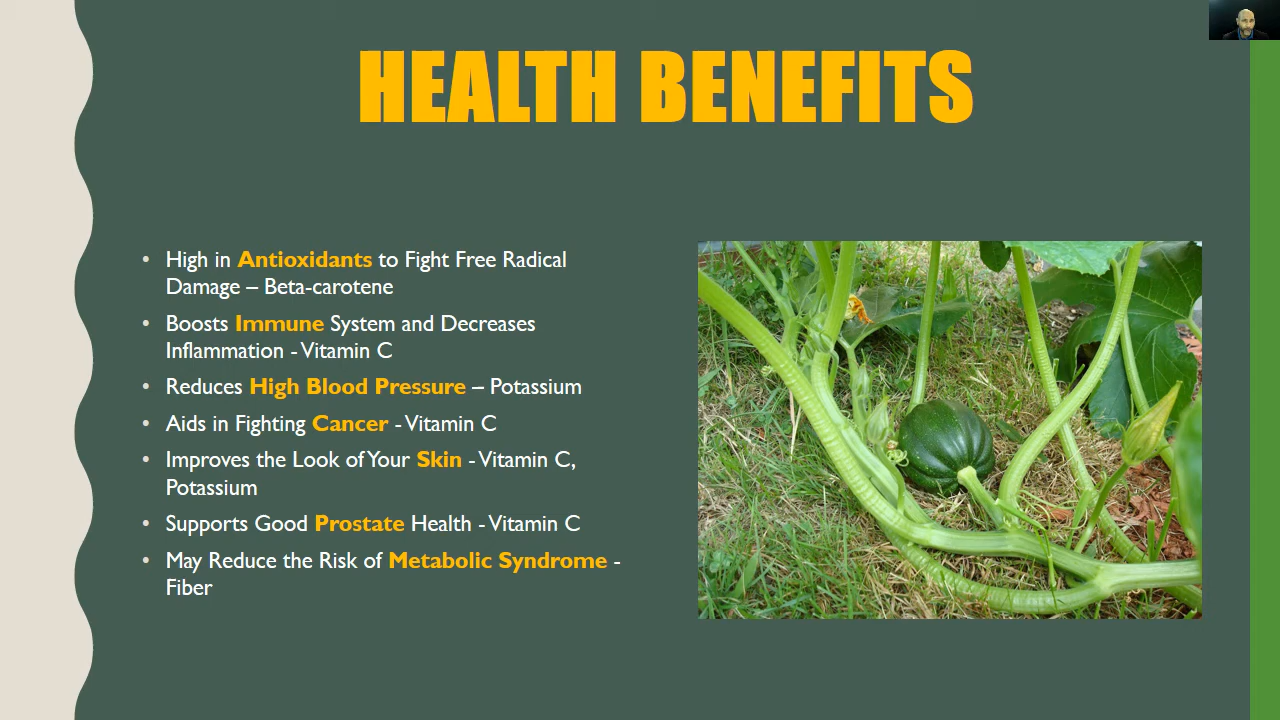 HEALTH BENEFITS
• High in Antioxidants to Fight Free Radical
Damage – Beta-carotene
• Boosts Immune System and Decreases
Inflammation - Vitamin C
• Reduces High Blood Pressure – Potassium
• Aids in Fighting Cancer - Vitamin C
• Improves the Look of Your Skin - Vitamin C,
Potassium
• Supports Good Prostate Health - Vitamin C
• May Reduce the Risk of Metabolic Syndrome -
Fiber